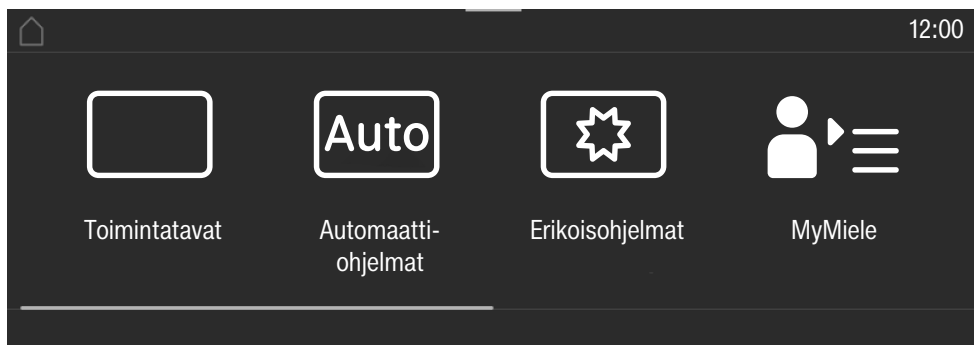 12:00
Auto
Toimintatavat
Automaatti-
ohjelmat
Erikoisohjelmat
MyMiele